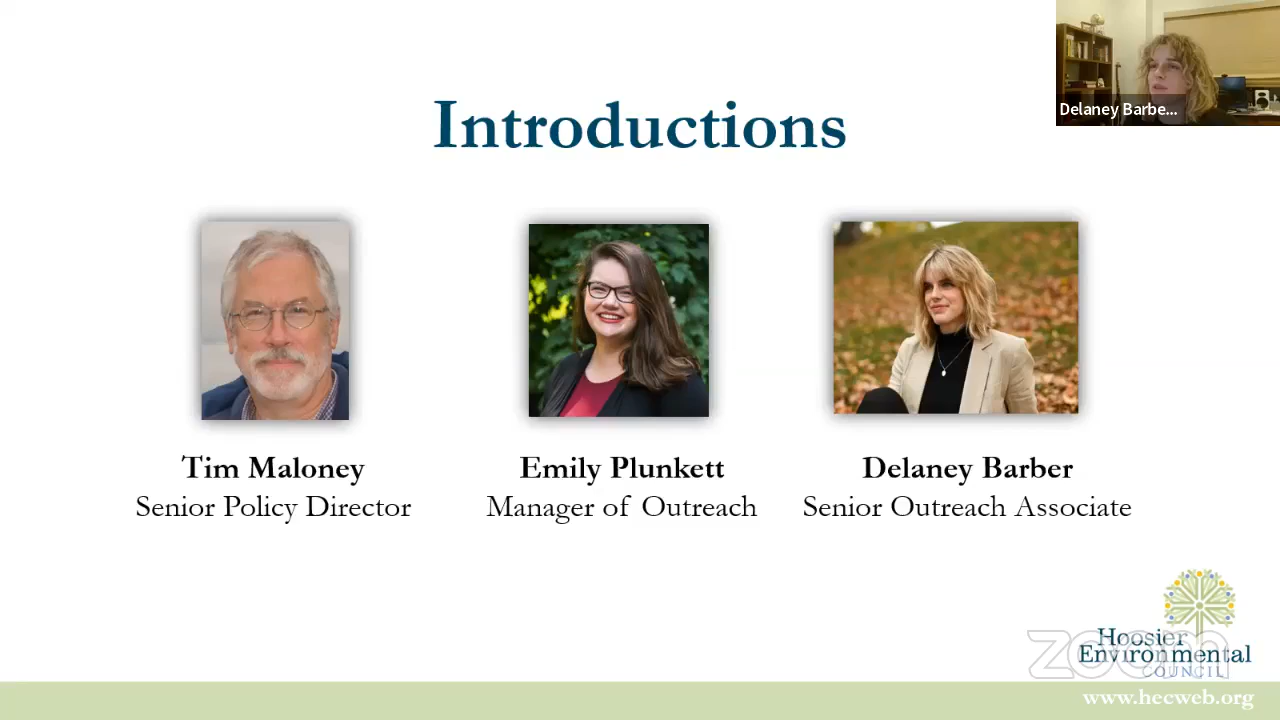 Introductions
Delaney Barbe...
Tim Maloney
Senior Policy Director
Emily Plunkett
Manager of Outreach
Delaney Barber
Senior Outreach Associate
zoom
Hoosier
Environmental
COUNCIL
www.hecweb.org